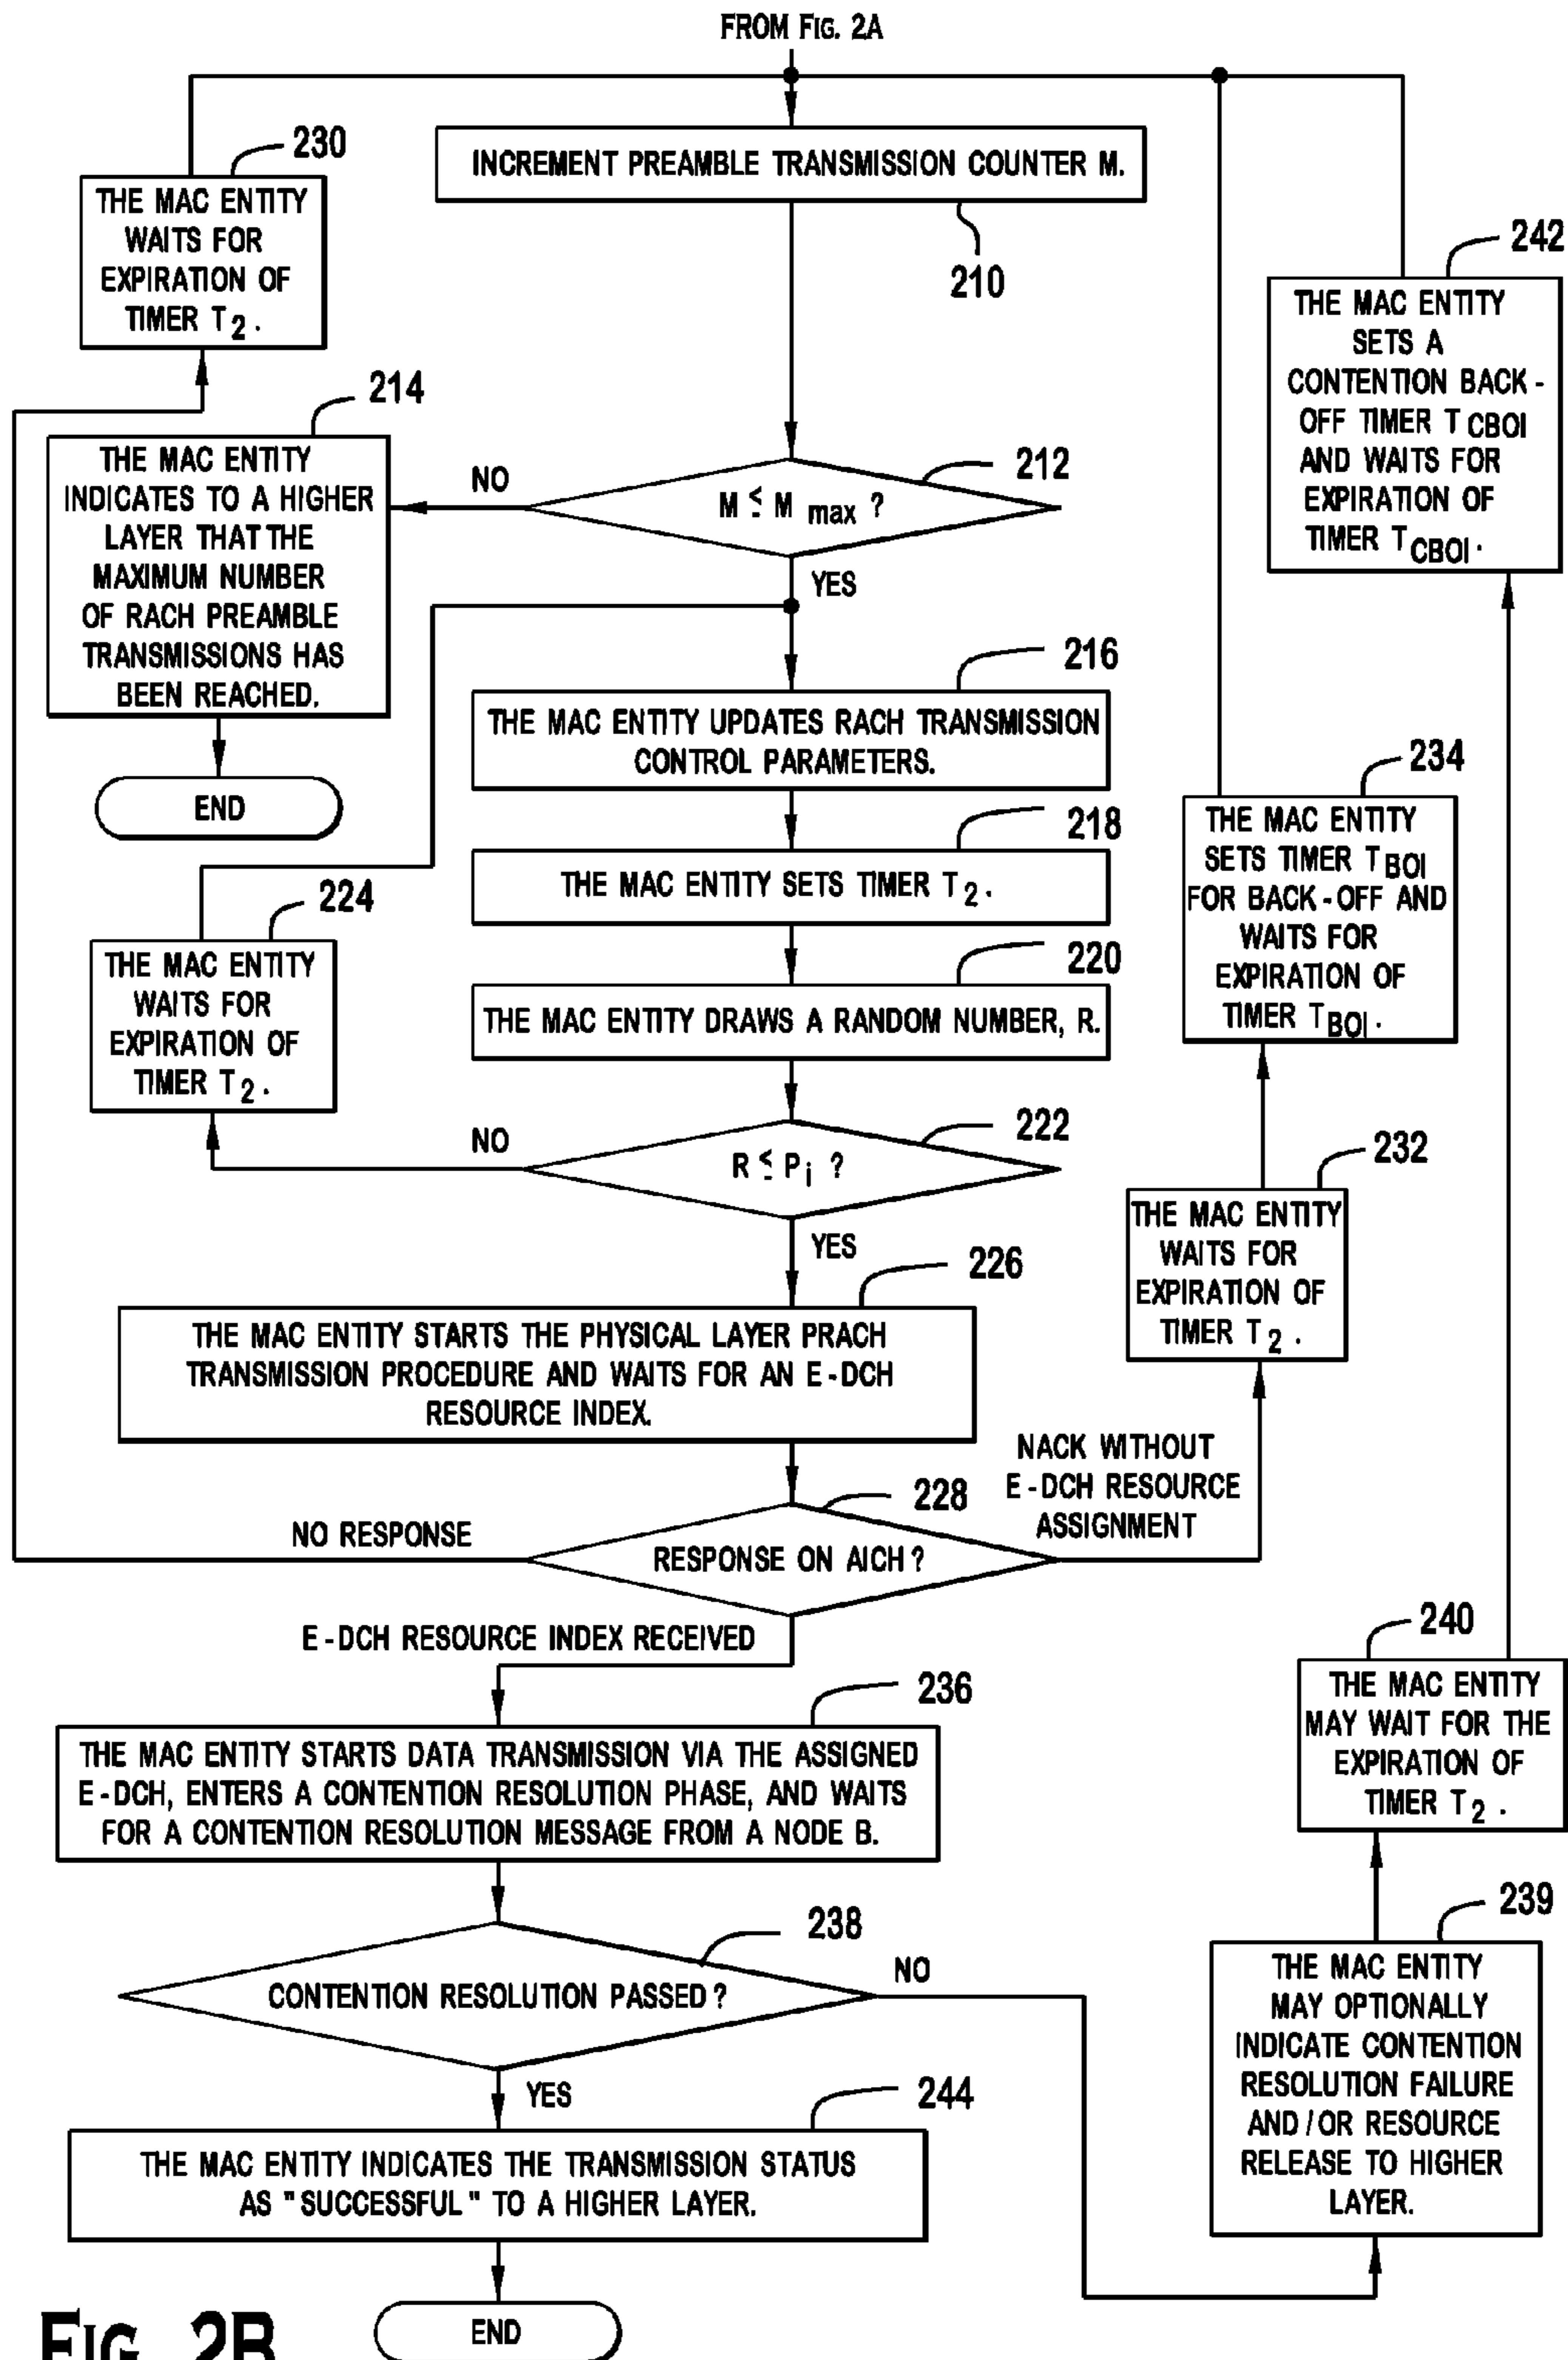 FROM FIG. 2A
INCREMENT PREAMBLE TRANSMISSION COUNTER M.
210
230
THE MAC ENTITY
WAITS FOR
EXPIRATION OF
TIMER T2.
242
THE MAC ENTITY
SETS A
CONTENTION BACK-
OFF TIMER TCBOI
AND WAITS FOR
EXPIRATION OF
TIMER TCBOI.
214
THE MAC ENTITY
INDICATES TO A HIGHER
LAYER THAT THE
MAXIMUM NUMBER
OF RACH PREAMBLE
TRANSMISSIONS HAS
BEEN REACHED.
END
NO
212
M ≤ Mmax ?
YES
216
THE MAC ENTITY UPDATES RACH TRANSMISSION
CONTROL PARAMETERS.
218
THE MAC ENTITY SETS TIMER T2.
220
THE MAC ENTITY DRAWS A RANDOM NUMBER, R.
224
THE MAC ENTITY
WAITS FOR
EXPIRATION OF
TIMER T2.
NO
222
R ≤ Pi ?
YES
234
THE MAC ENTITY
SETS TIMER TBOI
FOR BACK-OFF AND
WAITS FOR
EXPIRATION OF
TIMER TBOI.
232
THE MAC ENTITY
WAITS FOR
EXPIRATION OF
TIMER T2.
226
THE MAC ENTITY STARTS THE PHYSICAL LAYER PRACH
TRANSMISSION PROCEDURE AND WAITS FOR AN E-DCH
RESOURCE INDEX.
228
RESPONSE ON AICH?
NO RESPONSE
NACK WITHOUT
E-DCH RESOURCE
ASSIGNMENT
E-DCH RESOURCE INDEX RECEIVED
236
THE MAC ENTITY STARTS DATA TRANSMISSION VIA THE ASSIGNED
E-DCH, ENTERS A CONTENTION RESOLUTION PHASE, AND WAITS
FOR A CONTENTION RESOLUTION MESSAGE FROM A NODE B.
240
THE MAC ENTITY
MAY WAIT FOR THE
EXPIRATION OF
TIMER T2.
238
CONTENTION RESOLUTION PASSED?
NO
239
THE MAC ENTITY
MAY OPTIONALLY
INDICATE CONTENTION
RESOLUTION FAILURE
AND/OR RESOURCE
RELEASE TO HIGHER
LAYER.
YES
244
THE MAC ENTITY INDICATES THE TRANSMISSION STATUS
AS "SUCCESSFUL" TO A HIGHER LAYER.
END
FIG. 2B